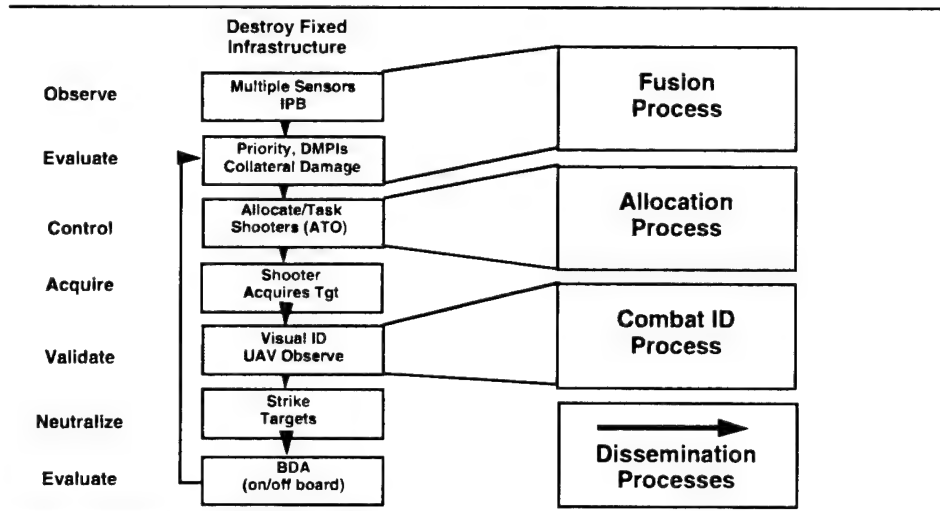 Destroy Fixed
Infrastructure
Observe
Multiple Sensors
IPB
Fusion
Process
Evaluate
Priority, DMPIs
Collateral Damage
Control
Allocate/Task
Shooters (ATO)
Allocation
Process
Acquire
Shooter
Acquires Tgt
Validate
Visual ID
UAV Observe
Combat ID
Process
Neutralize
Strike
Targets
Evaluate
BDA
(on/off board)
Dissemination
Processes